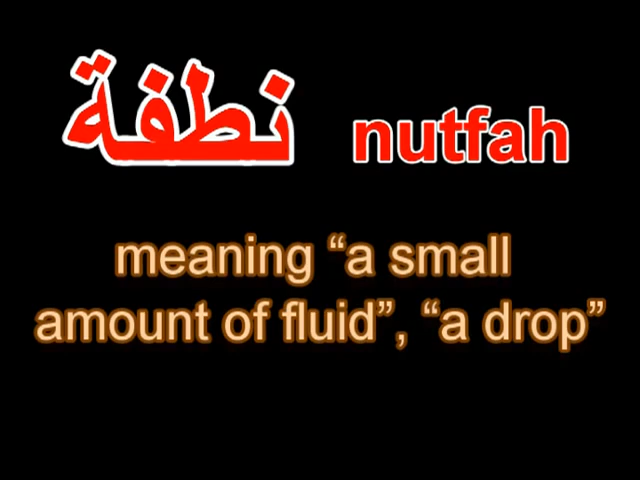 نطفة nutfah
meaning “a small
amount of fluid”, “a drop”